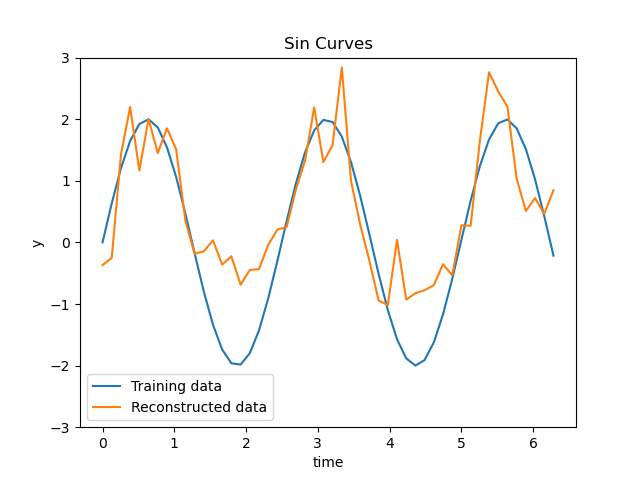 Sin Curves
3
2
1
0
−1
−2
−3
y
0
1
2
3
4
5
6
time
Training data
Reconstructed data